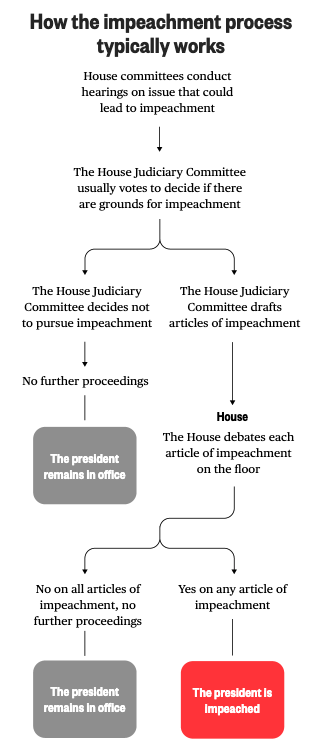 How the impeachment process
typically works
House committees conduct
hearings on issue that could
lead to impeachment
The House Judiciary Committee
usually votes to decide if there
are grounds for impeachment
The House Judiciary
Committee decides not
to pursue impeachment
The House Judiciary
Committee drafts
articles of impeachment
No further proceedings
The president
remains in office
House
The House debates each
article of impeachment
on the floor
No on all articles of
impeachment, no
further proceedings
Yes on any article of
impeachment
The president
remains in office
The president is
impeached